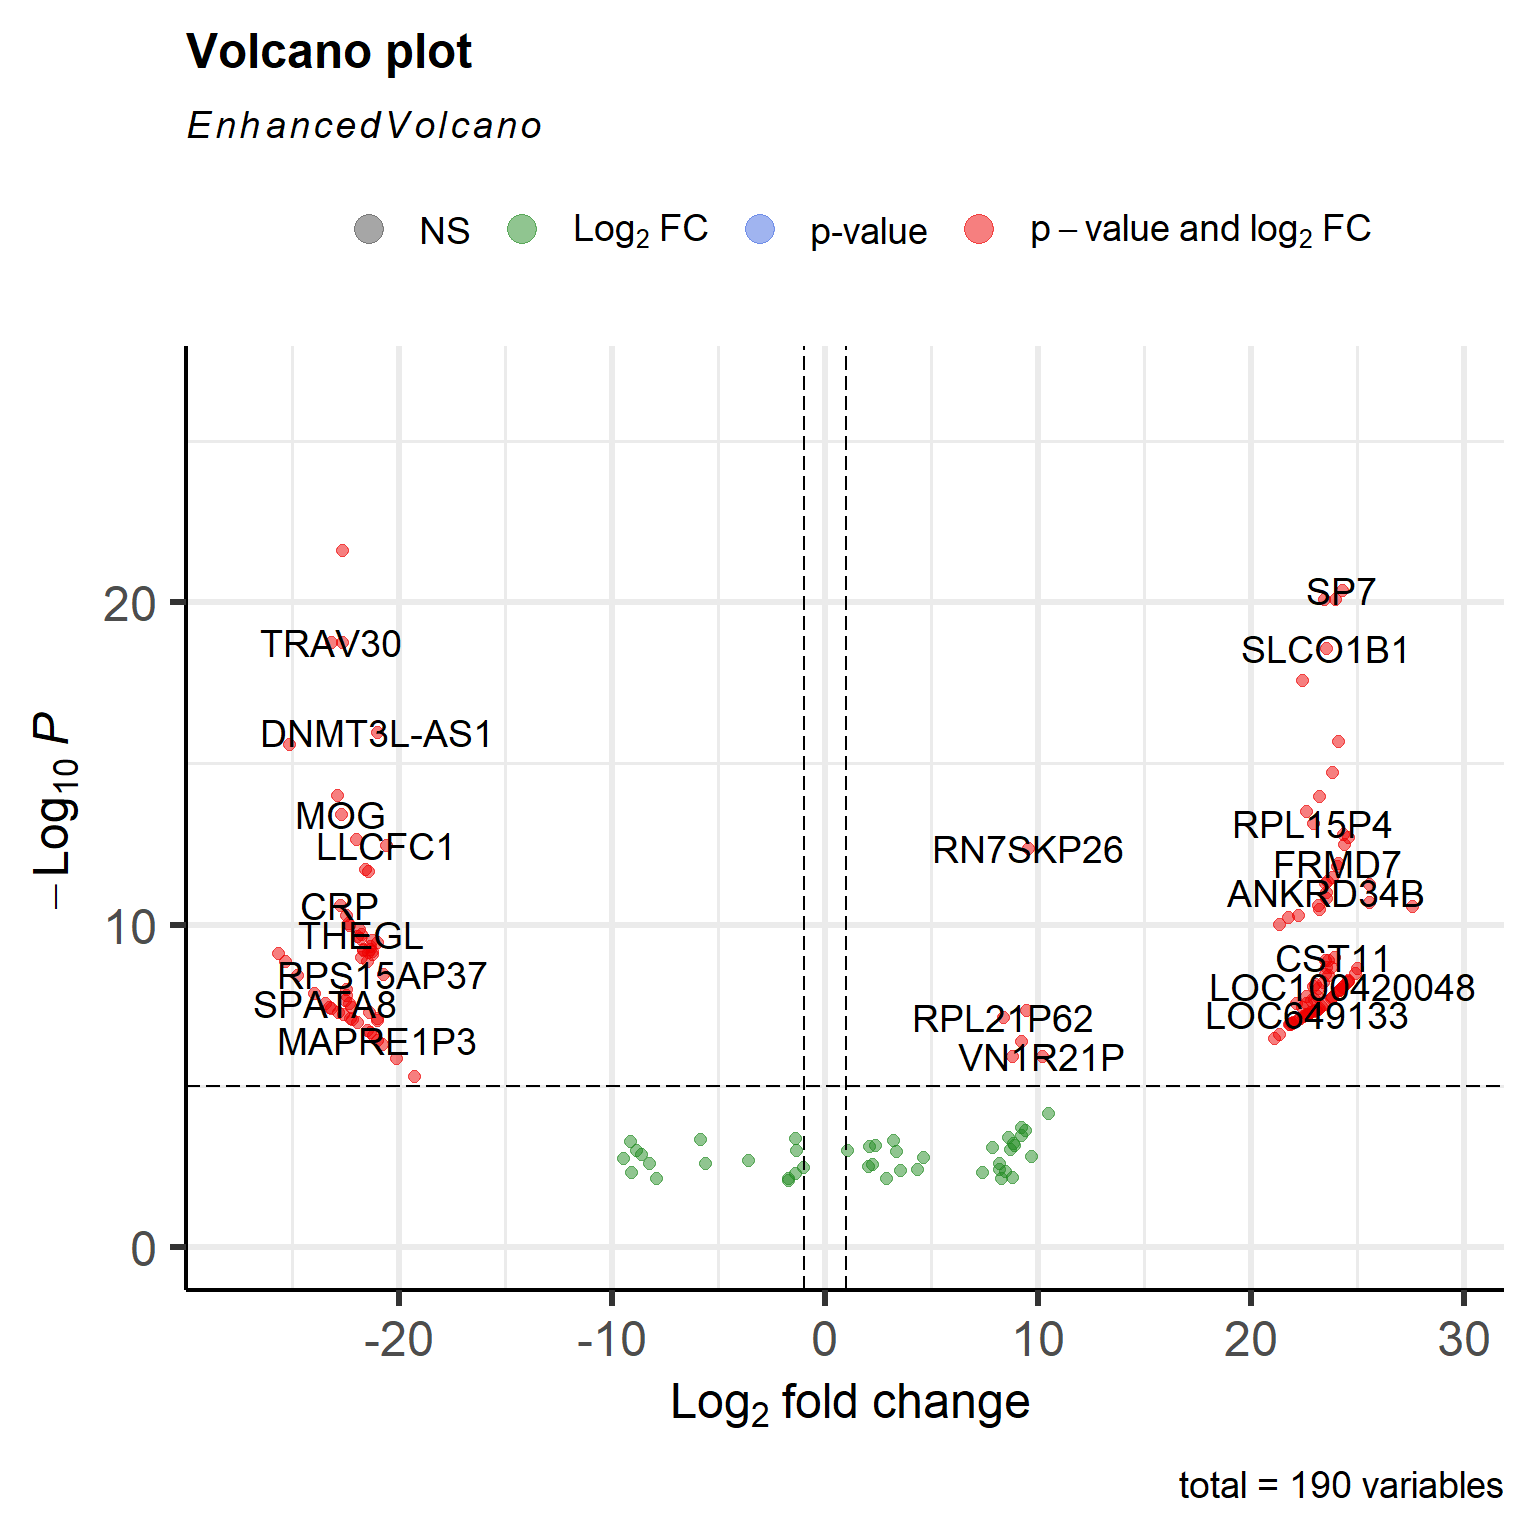 Volcano plot
EnhancedVolcano
NS Log₂ FC p-value p − value and log₂ FC
−Log₁₀ P
20
10
0
SP7
TRAV30
SLCO1B1
DNMT3L-AS1
MOG
RPL15P4
LLCFC1
RN7SKP26
FRMD7
ANKRD34B
CRP
THEGL
CST11
RPS15AP37
LOC100420048
SPATA8
RPL21P62
LOC649133
MAPRE1P3
VN1R21P
-20 -10 0 10 20 30
Log₂ fold change
total = 190 variables